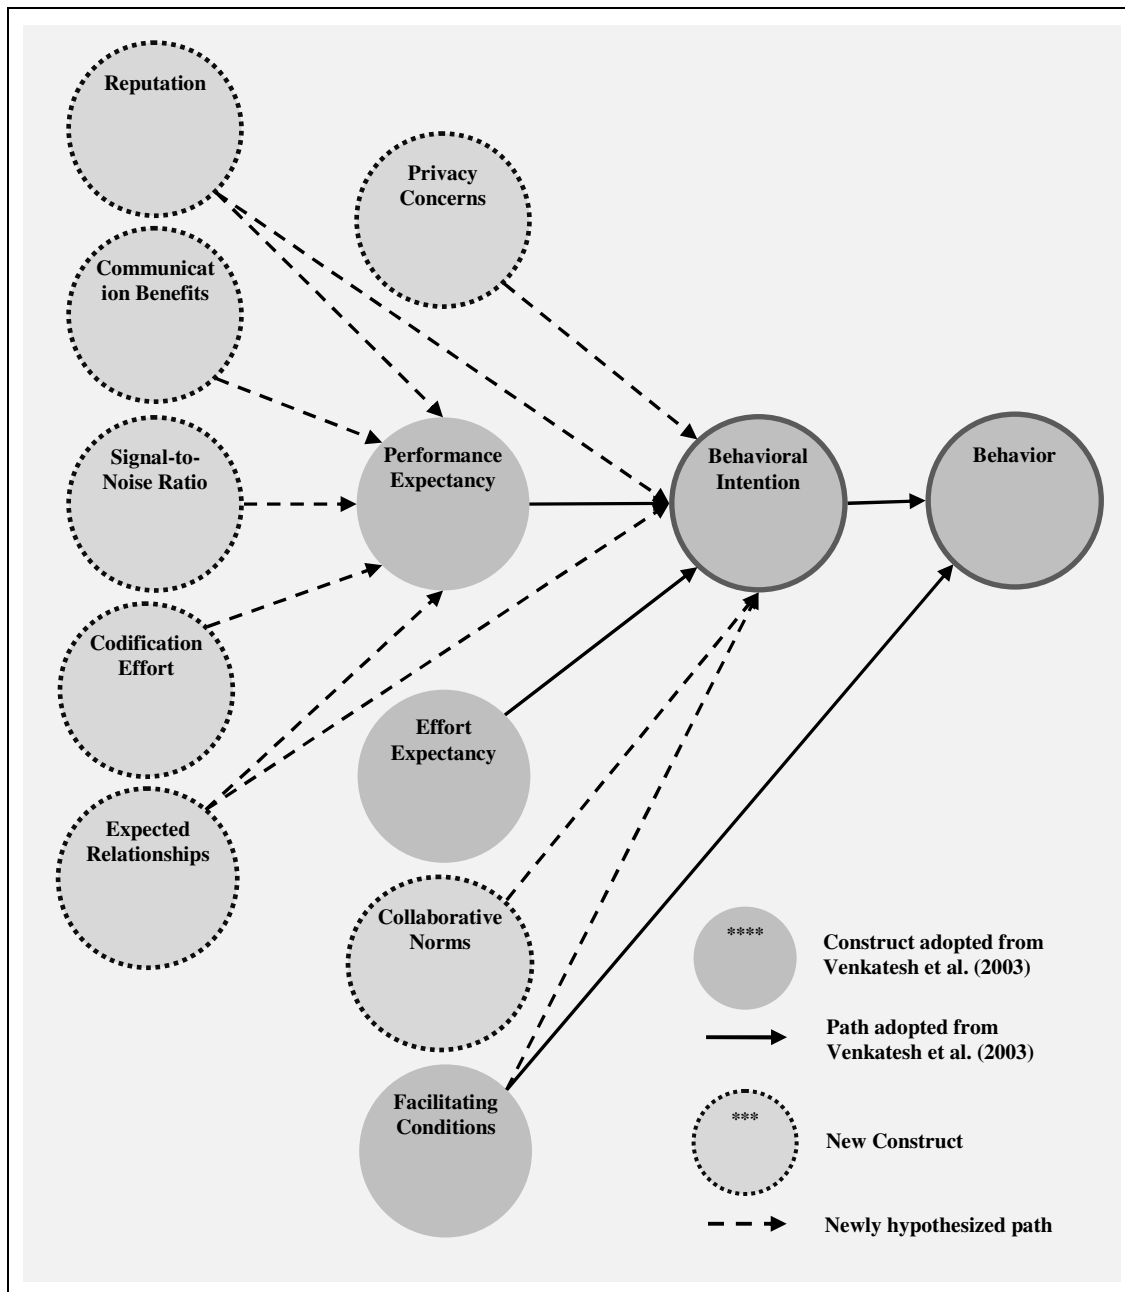 Reputation
Privacy
Concerns
Communicat
ion Benefits
Signal-to-
Noise Ratio
Performance
Expectancy
Behavioral
Intention
Behavior
Codification
Effort
Effort
Expectancy
Expected
Relationships
Collaborative
Norms
Facilitating
Conditions
****
Construct adopted from
Venkatesh et al. (2003)
Path adopted from
Venkatesh et al. (2003)
***
New Construct
Newly hypothesized path